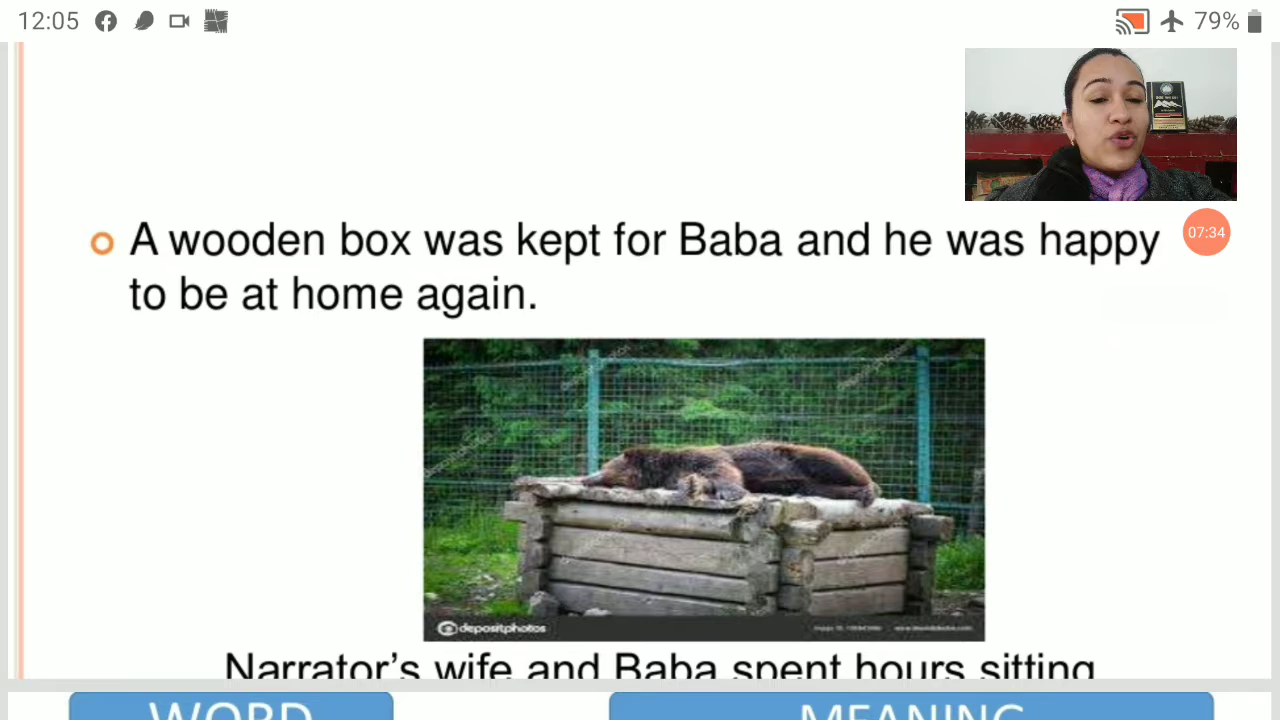 12:05
79%
A wooden box was kept for Baba and he was happy
07:34
to be at home again.
depositphotos
Narrator's wife and Baba spent hours sitting
WORD
MEANING